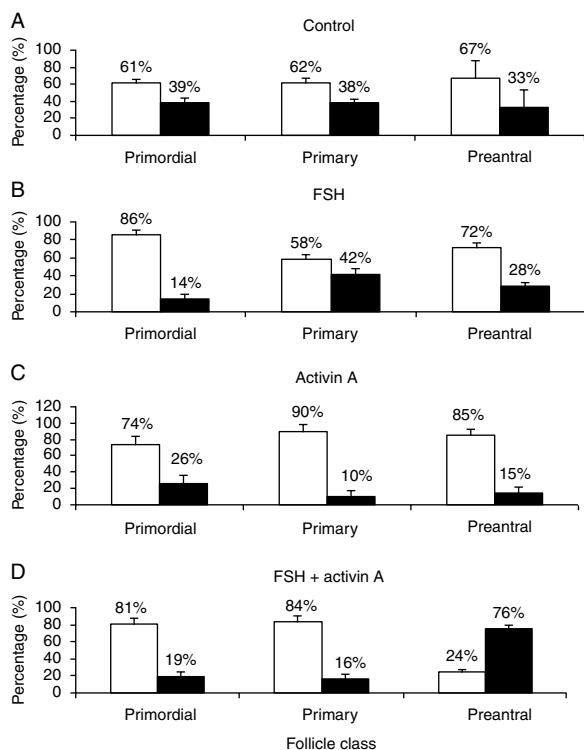 A
Control
Percentage (%)
100
80
60
40
20
0
61%
39%
62%
38%
67%
33%
Primordial
Primary
Preantral
B
FSH
Percentage (%)
100
80
60
40
20
0
86%
14%
58%
42%
72%
28%
Primordial
Primary
Preantral
C
Activin A
Percentage (%)
120
100
80
60
40
20
0
74%
26%
90%
10%
85%
15%
Primordial
Primary
Preantral
D
FSH + activin A
Percentage (%)
100
80
60
40
20
0
81%
19%
84%
16%
24%
76%
Primordial
Primary
Preantral
Follicle class